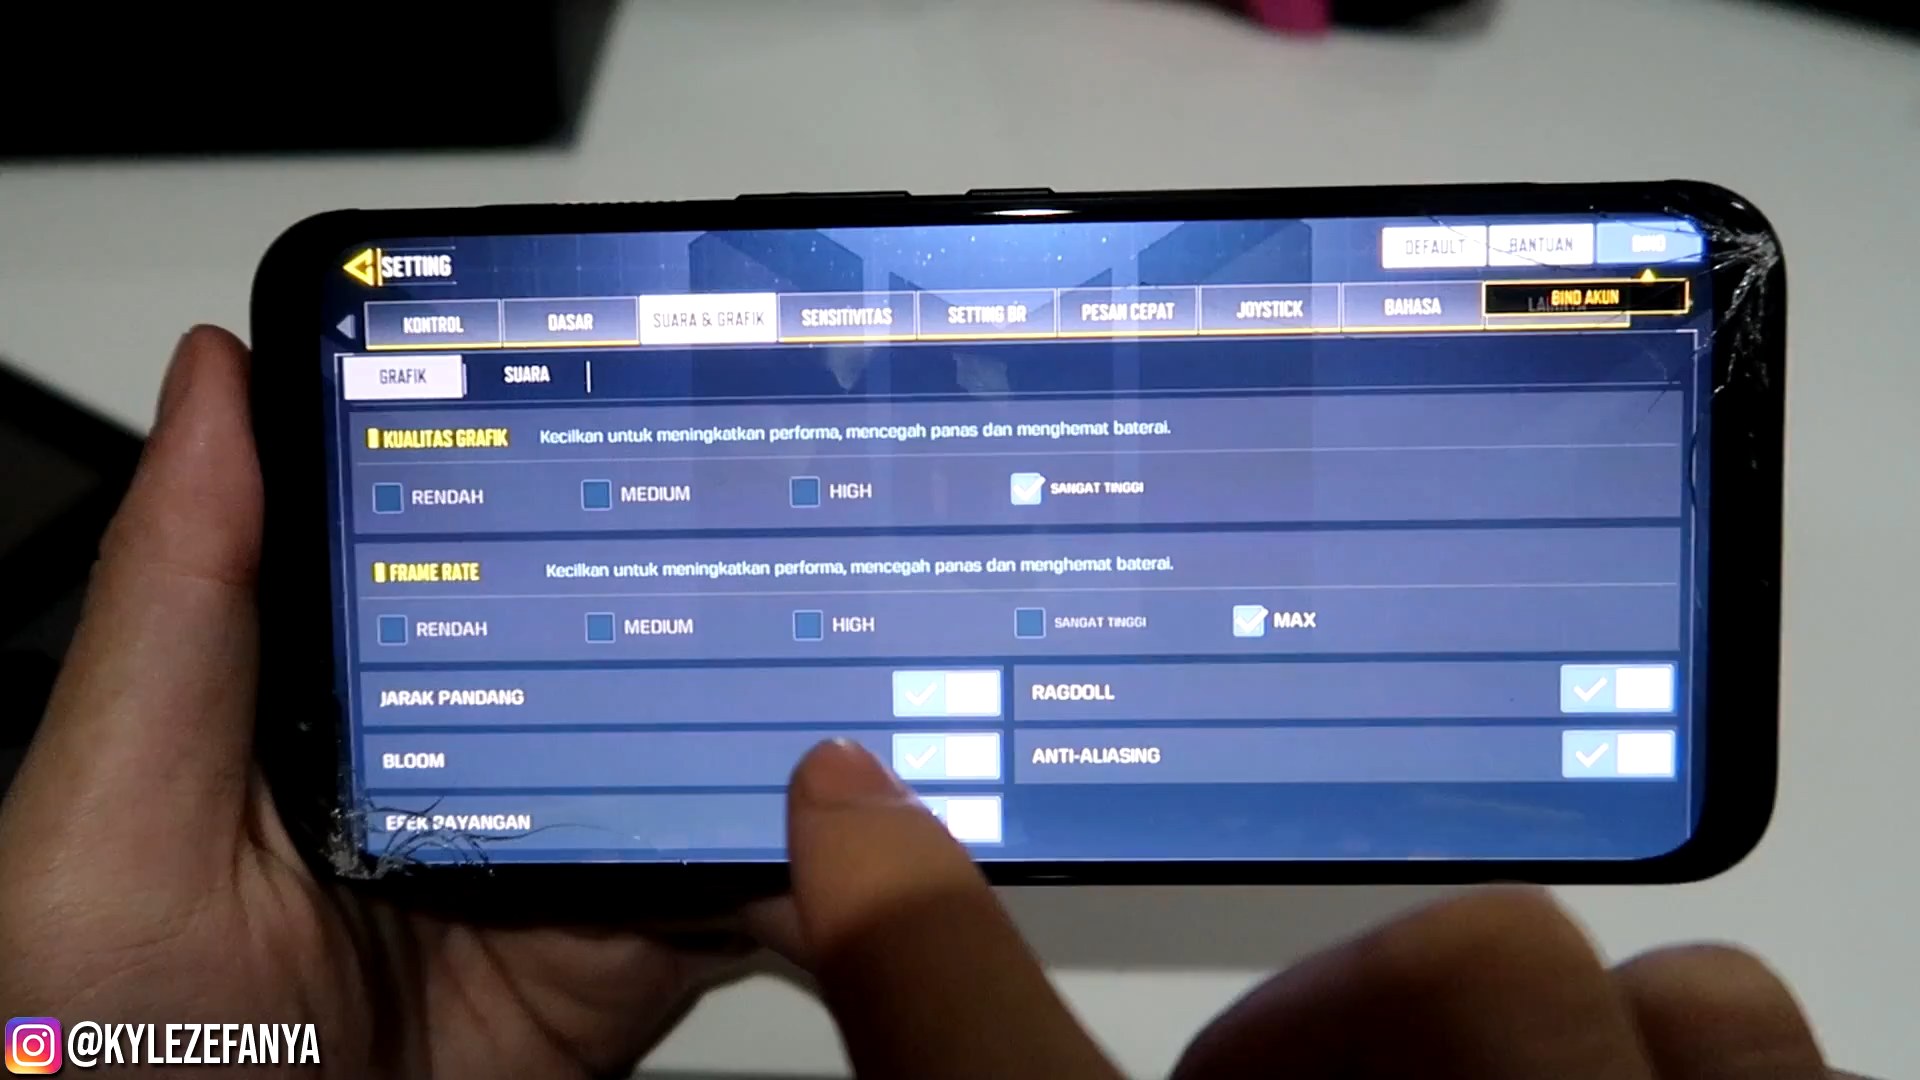 SETTING
DEFAULT
BANTUAN
BIND
KONTROL
DASAR
SUARA & GRAFIK
SENSITIVITAS
SETTING BR
PESAN CEPAT
JOYSTICK
BAHASA
BIND AKUN
GRAFIK
SUARA
KUALITAS GRAFIK
Kecilkan untuk meningkatkan performa, mencegah panas dan menghemat baterai.
RENDAH
MEDIUM
HIGH
SANGAT TINGGI
FRAME RATE
Kecilkan untuk meningkatkan performa, mencegah panas dan menghemat baterai.
RENDAH
MEDIUM
HIGH
SANGAT TINGGI
MAX
JARAK PANDANG
RAGDOLL
BLOOM
ANTI-ALIASING
EFEK BAYANGAN
@KYLEZEFANYA